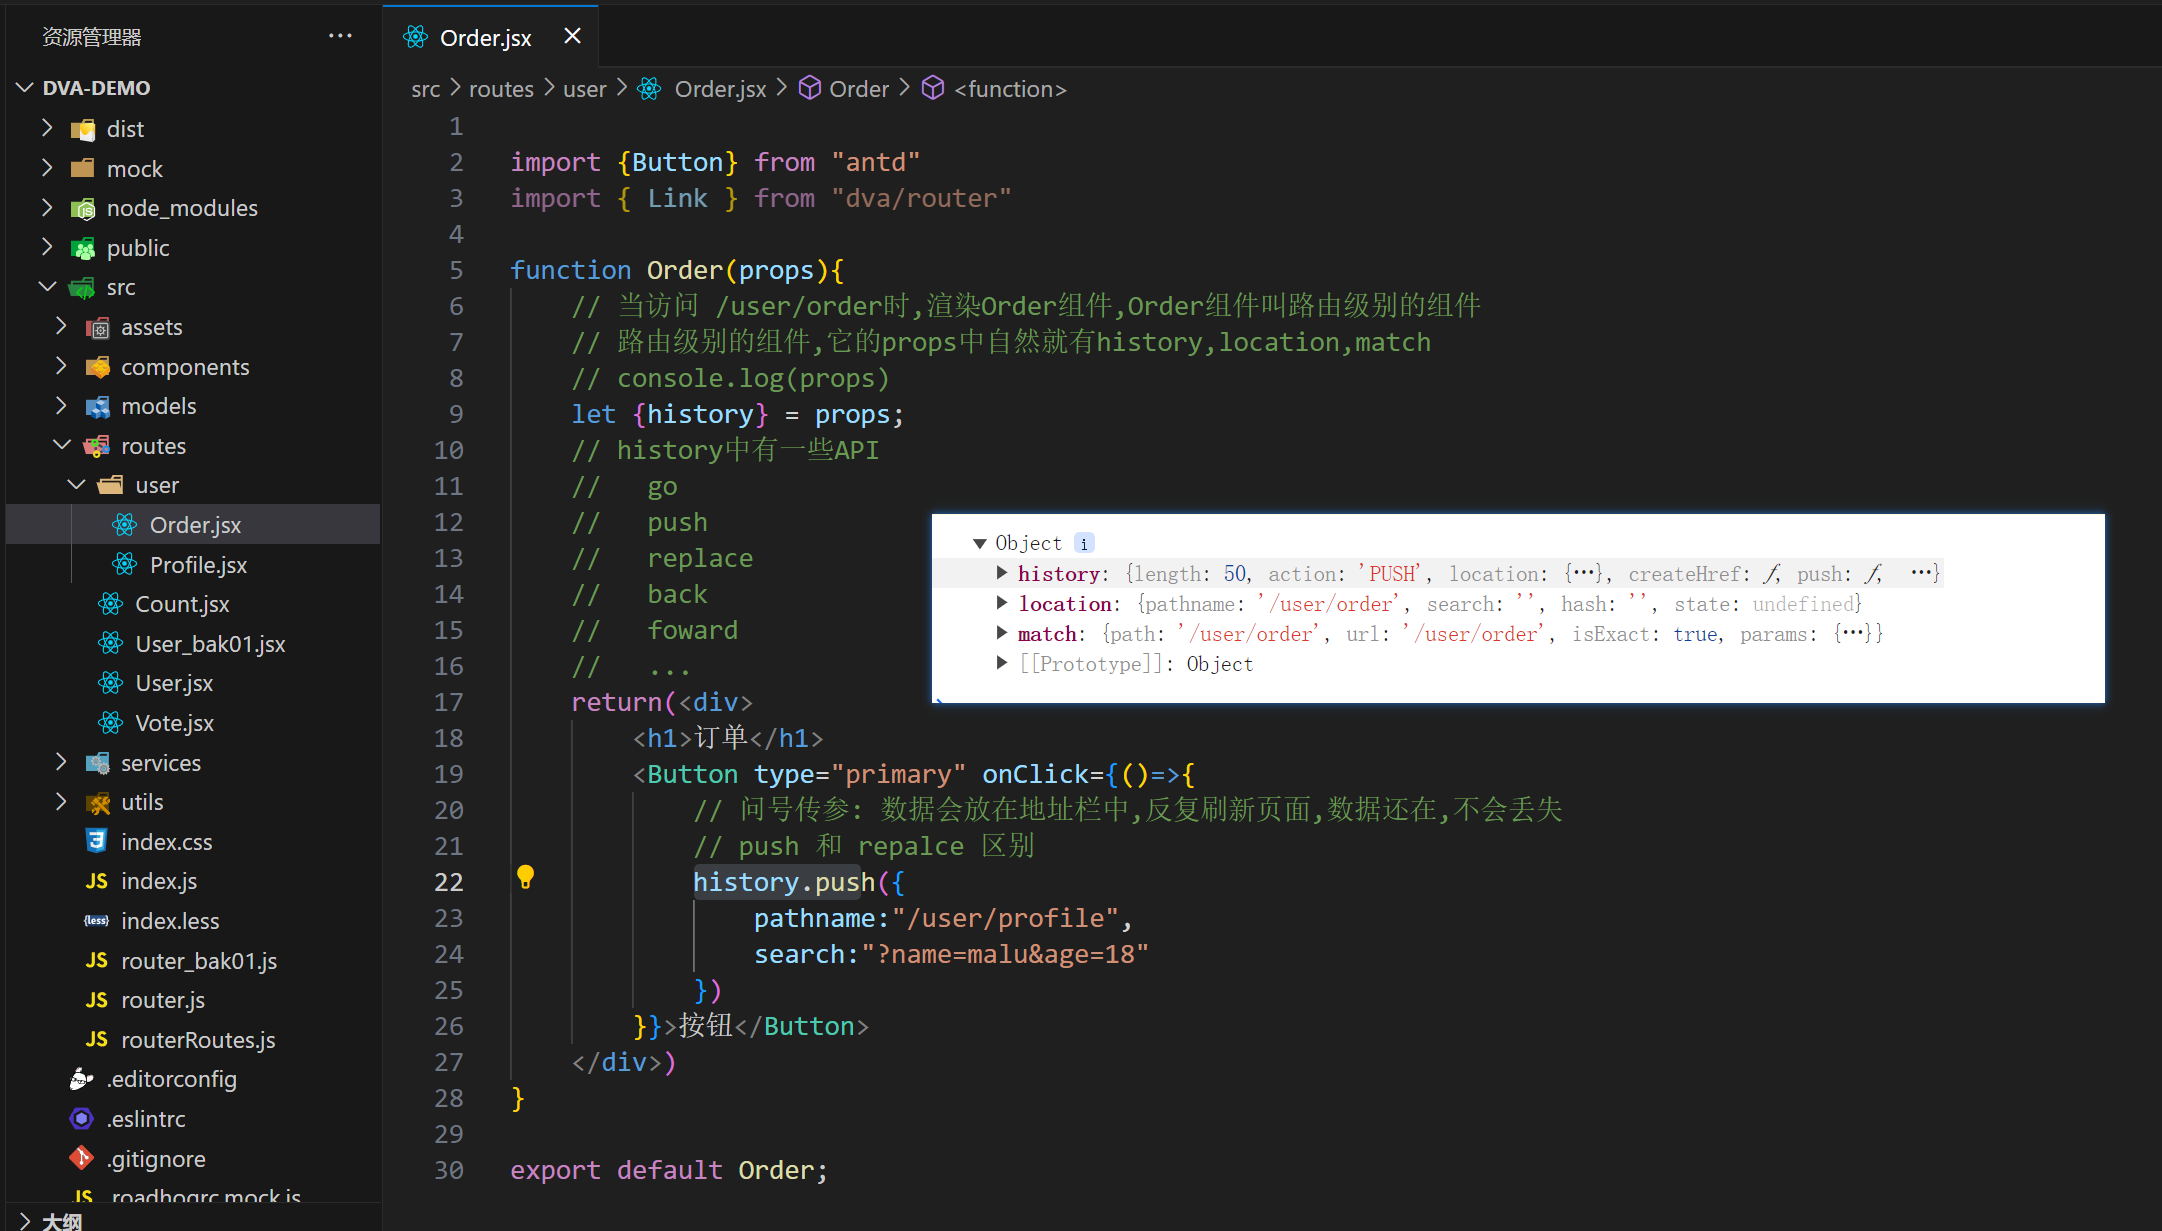 资源管理器
DVA-DEMO
dist
mock
node_modules
public
src
assets
components
models
routes
user
Order.jsx
Profile.jsx
Count.jsx
User_bak01.jsx
User.jsx
Vote.jsx
services
utils
index.css
JS index.js
{less} index.less
JS router_bak01.js
JS router.js
JS routerRoutes.js
.editorconfig
.eslintrc
.gitignore
JS .roadhogrc.mock.js
大纲
Order.jsx
src > routes > user > Order.jsx > Order > <function>
1
2 import {Button} from "antd"
3 import { Link } from "dva/router"
4
5 function Order(props){
6 // 当访问 /user/order时,渲染Order组件,Order组件叫路由级别的组件
7 // 路由级别的组件,它的props中自然就有history,location,match
8 // console.log(props)
9 let {history} = props;
10 // history中有一些API
11 // go
12 // push
13 // replace
14 // back
15 // foward
16 // ...
17 return(<div>
18 <h1>订单</h1>
19 <Button type="primary" onClick={()=>{
20 // 问号传参: 数据会放在地址栏中,反复刷新页面,数据还在,不会丢失
21 // push 和 repalce 区别
22 history.push({
23 pathname:"/user/profile",
24 search:"?name=malu&age=18"
25 })
26 }}>按钮</Button>
27 </div>)
28 }
29
30 export default Order;
▼ Object i
▶ history: {length: 50, action: 'PUSH', location: {…}, createHref: ƒ, push: ƒ, …}
▶ location: {pathname: '/user/order', search: '', hash: '', state: undefined}
▶ match: {path: '/user/order', url: '/user/order', isExact: true, params: {…}}
▶ [[Prototype]]: Object